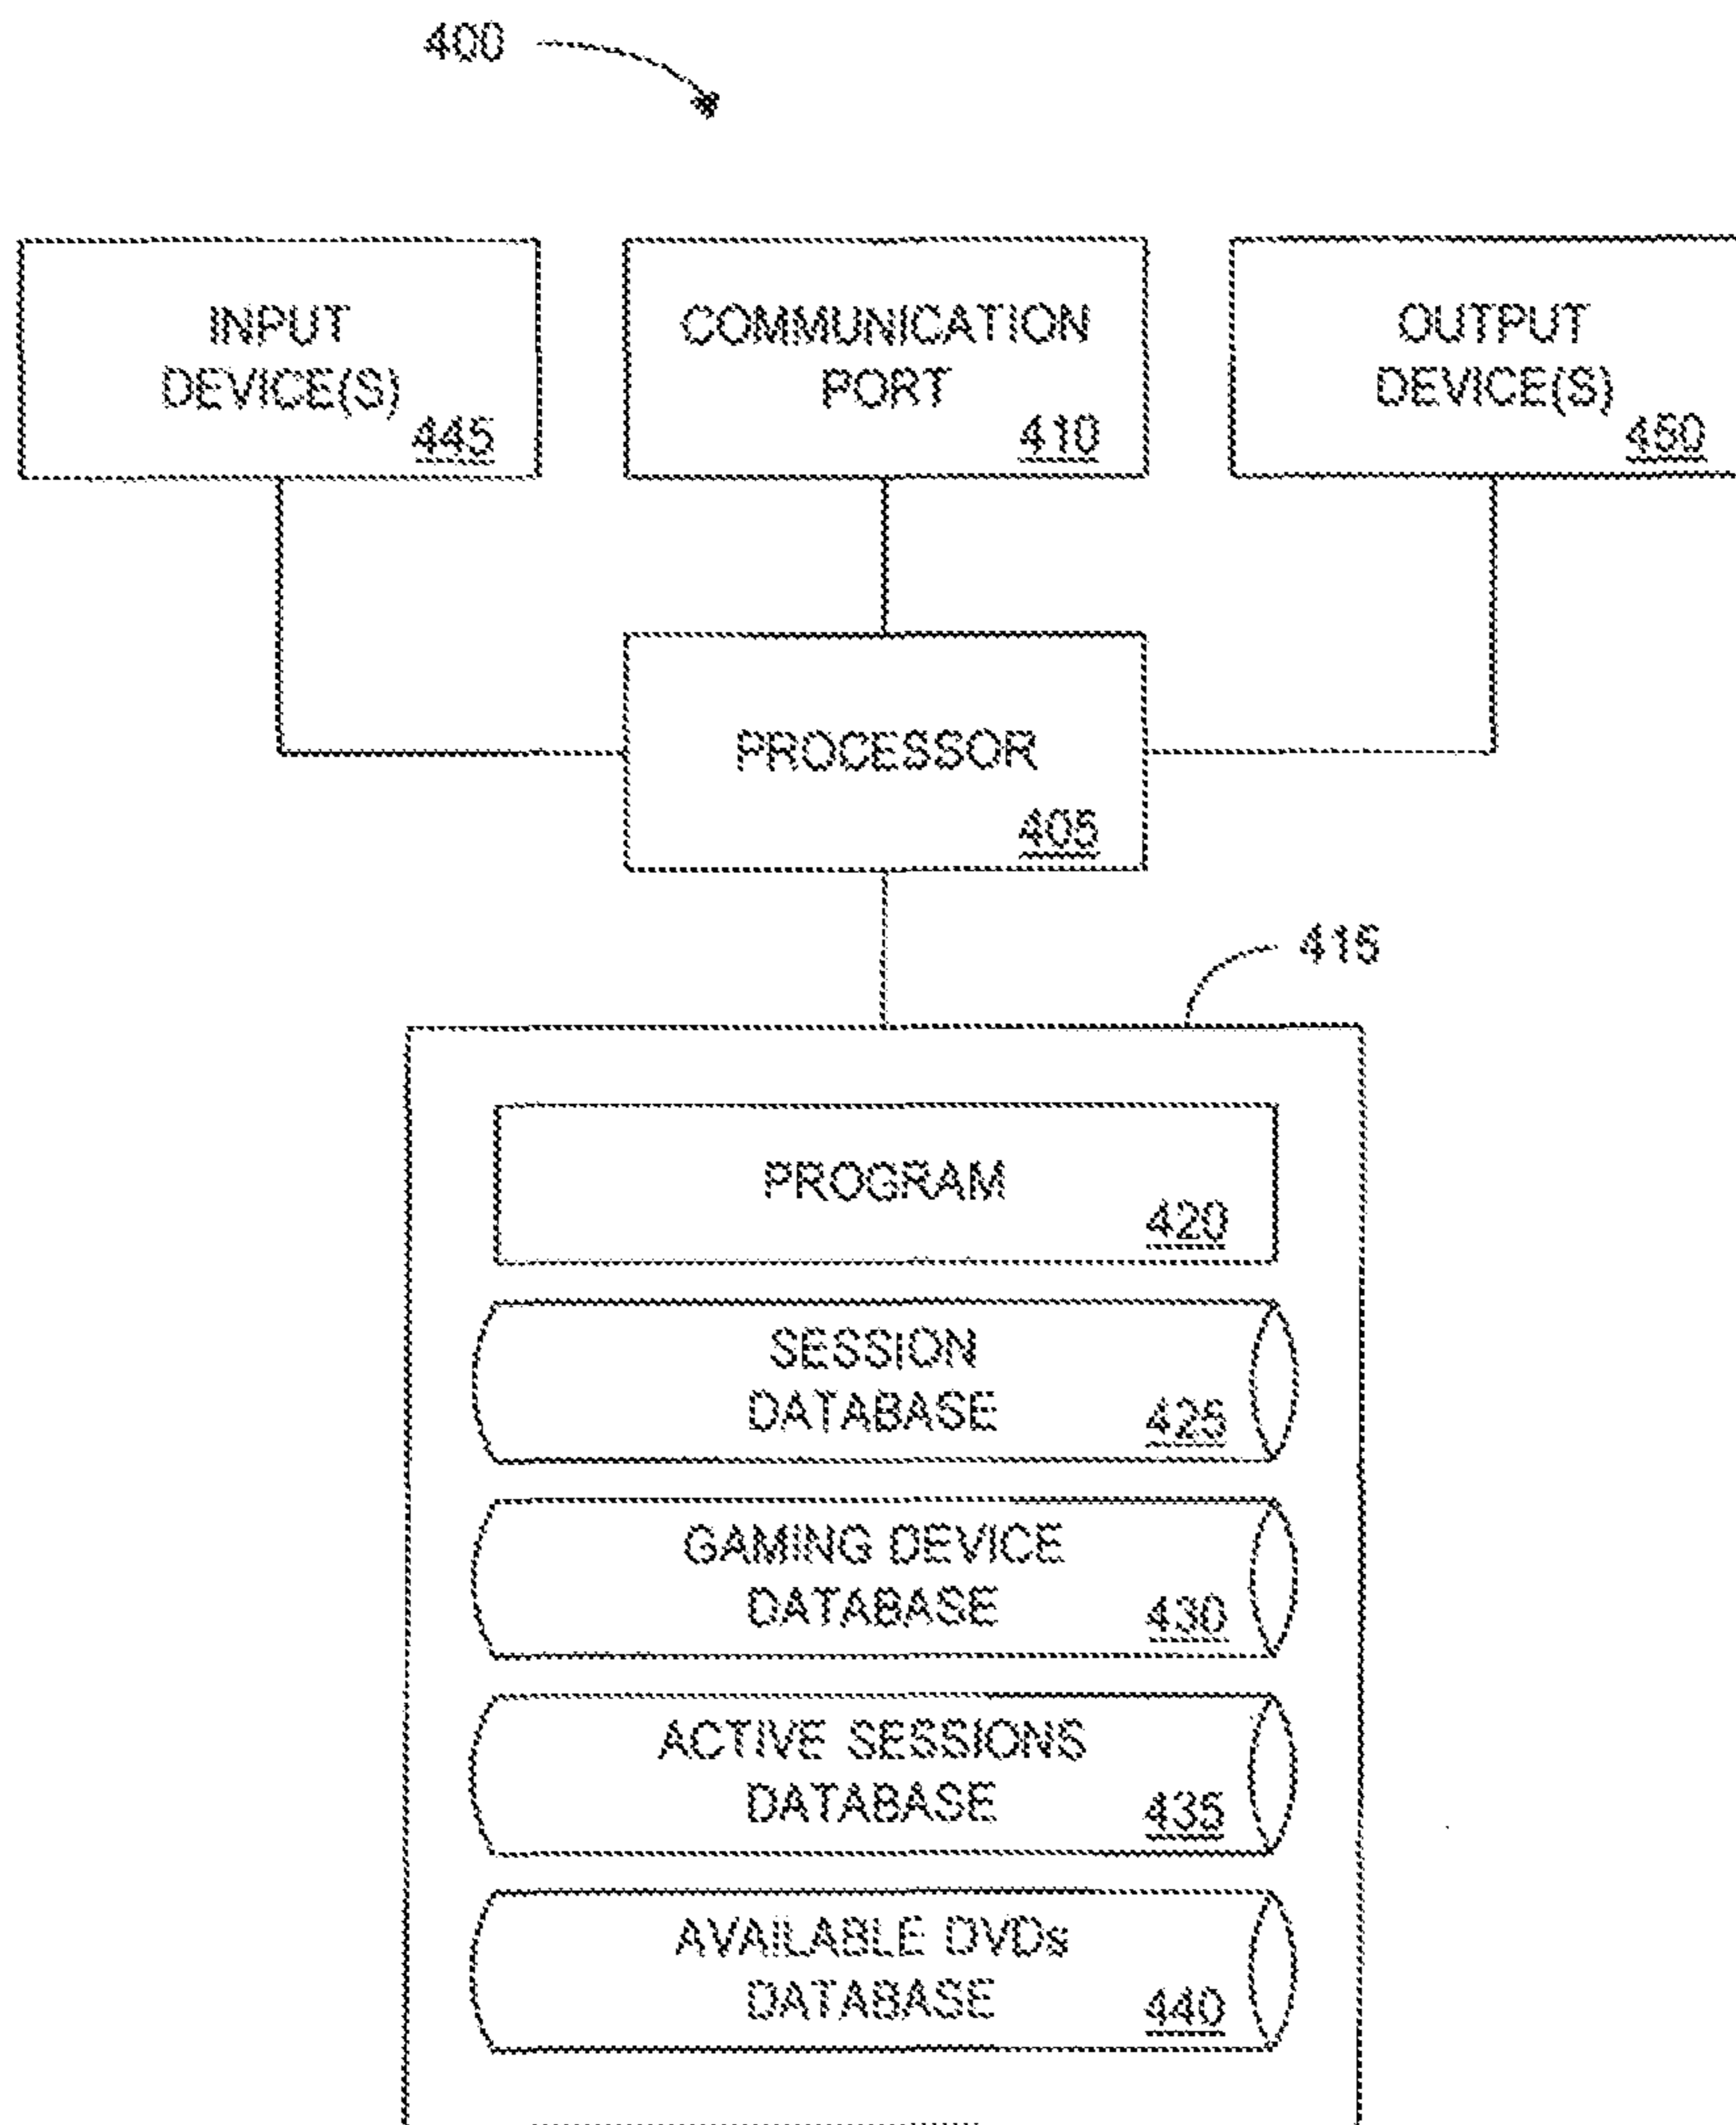 400
INPUT
DEVICE(S)
445
COMMUNICATION
PORT
410
OUTPUT
DEVICE(S)
450
PROCESSOR
405
415
PROGRAM
420
SESSION
DATABASE
425
GAMING DEVICE
DATABASE
430
ACTIVE SESSIONS
DATABASE
435
AVAILABLE DVDs
DATABASE
440